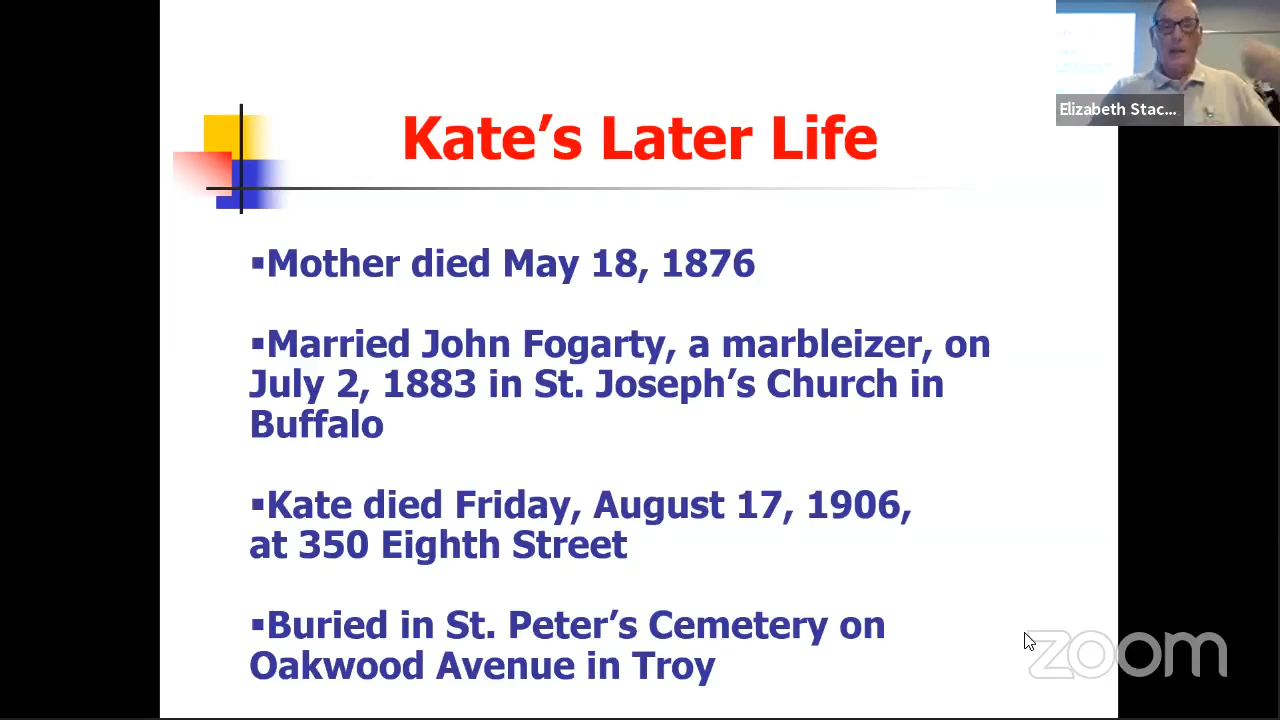 Elizabeth Stac...
Kate’s Later Life
▪Mother died May 18, 1876
▪Married John Fogarty, a marbleizer, on
July 2, 1883 in St. Joseph’s Church in
Buffalo
▪Kate died Friday, August 17, 1906,
at 350 Eighth Street
▪Buried in St. Peter’s Cemetery on
Oakwood Avenue in Troy
zoom